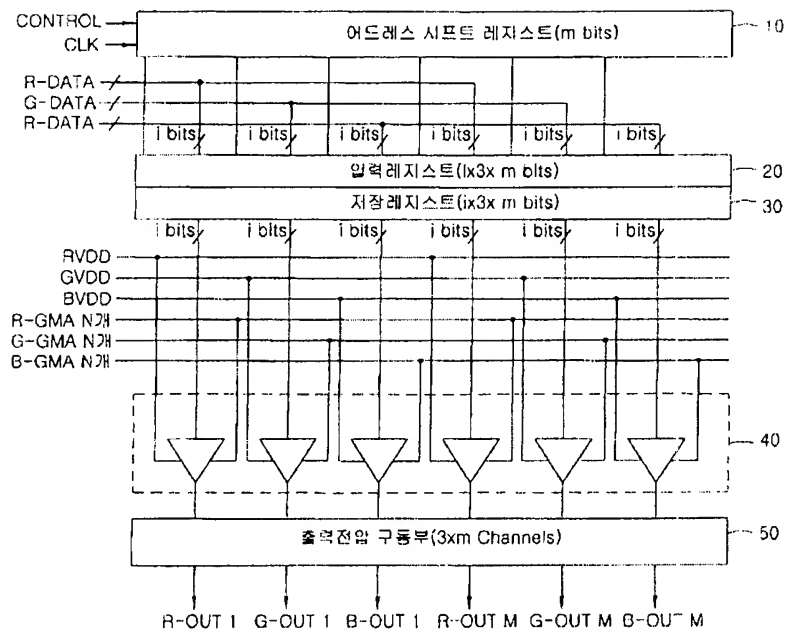 CONTROL
CLK
어드레스 시프트 레지스트(m bits)
10
R-DATA
G-DATA
R-DATA
i bits i bits i bits i bits i bits i bits
입력레지스트(ix3x m bits)
20
저장레지스트(ix3x m bits)
30
i bits i bits i bits i bits i bits i bits
RVDD
GVDD
BVDD
R-GMA N개
G-GMA N개
B-GMA N개
40
출력전압 구동부(3xm Channels)
50
R-OUT 1 G-OUT 1 B-OUT 1 R-OUT M G-OUT M B-OUT M